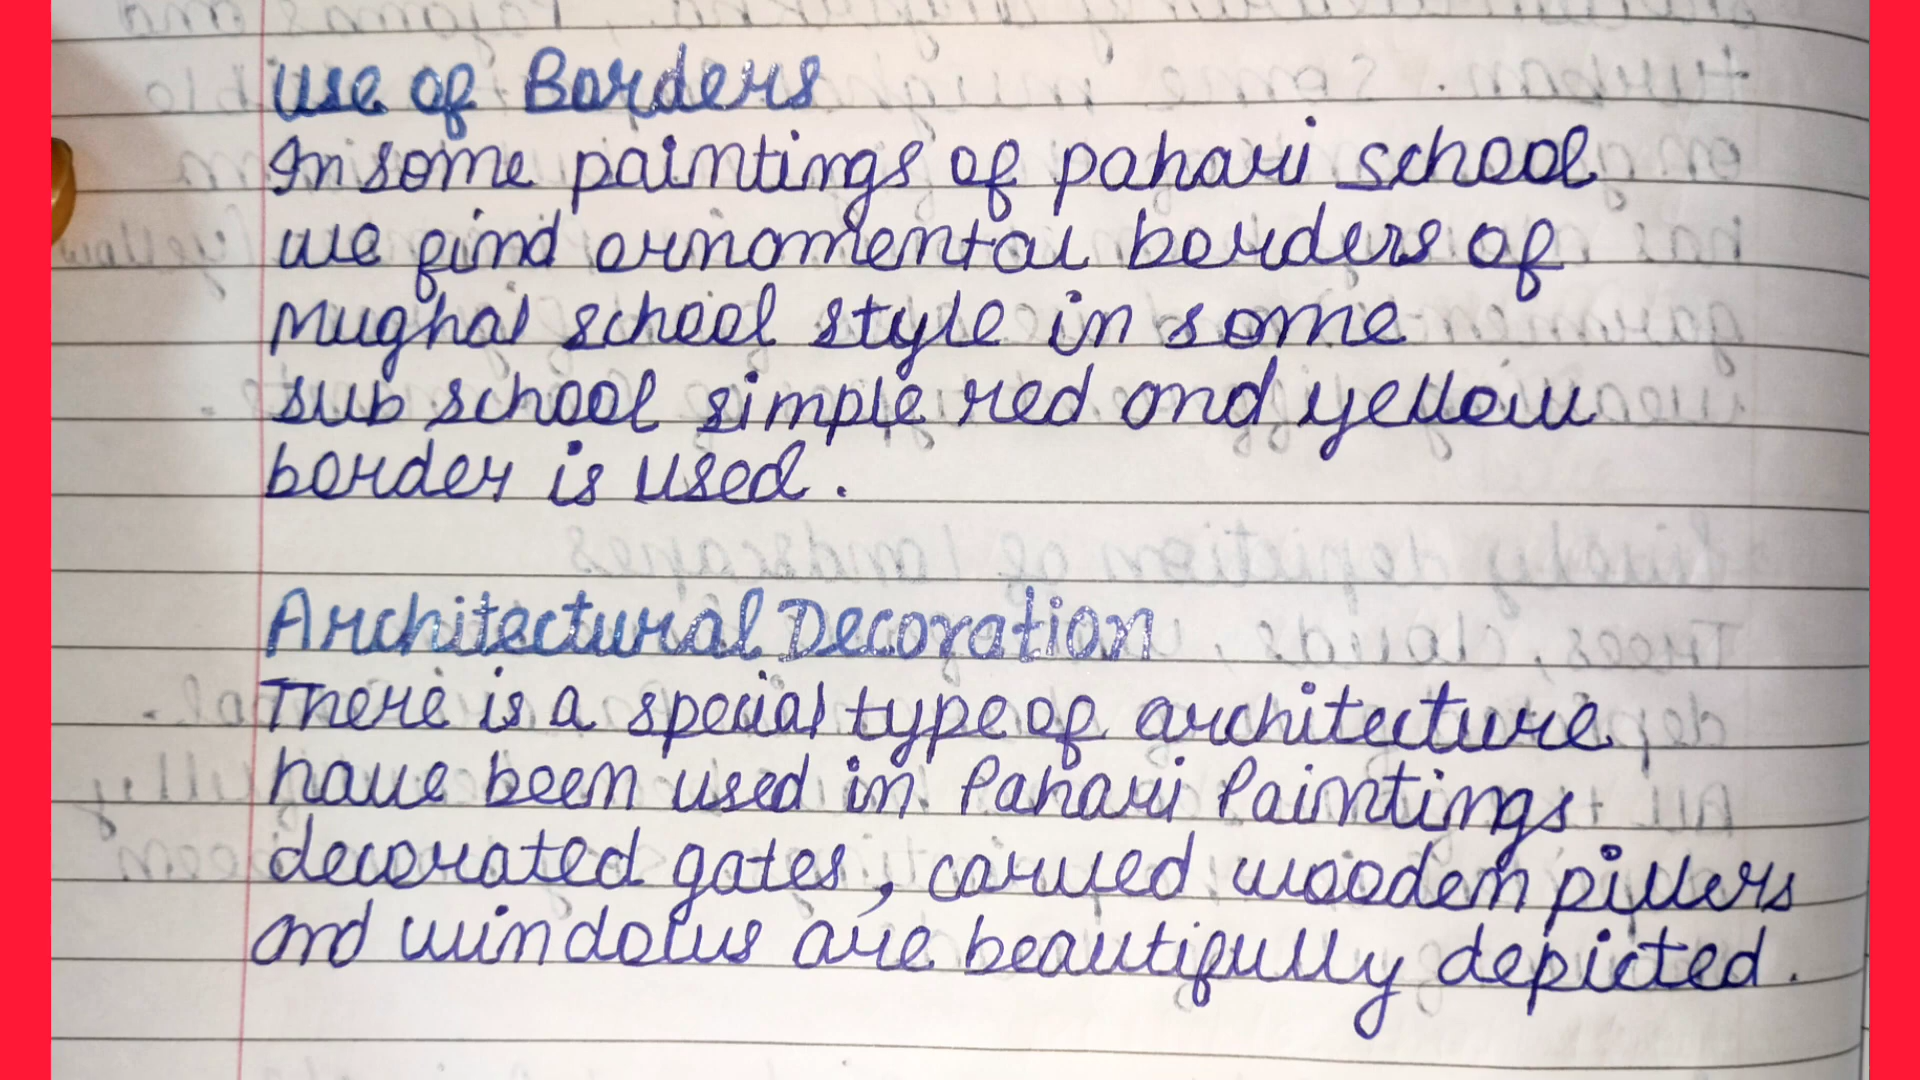 Use of Borders
In some paintings of pahari school
we find ornamental borders of
Mughal school style in some
sub school simple red and yellow
border is used.
Architectural Decoration
There is a special type of architecture
have been used in Pahari Paintings
decorated gates, carved wooden pillers
and windows are beautifully depicted.